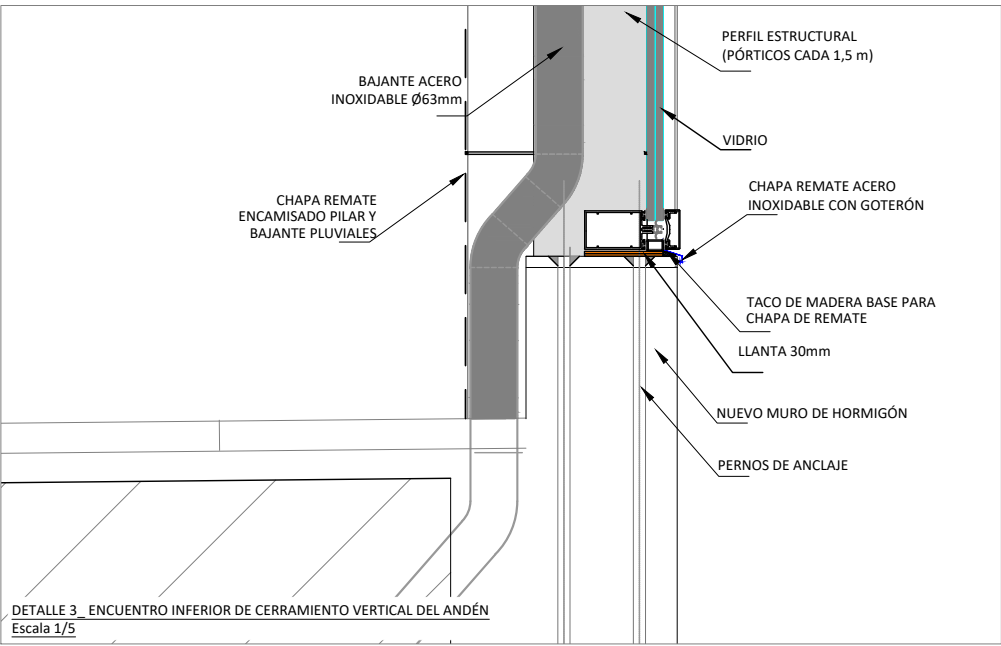 PERFIL ESTRUCTURAL
(PÓRTICOS CADA 1,5 m)
BAJANTE ACERO
INOXIDABLE Ø63mm
VIDRIO
CHAPA REMATE
ENCAMISADO PILAR Y
BAJANTE PLUVIALES
CHAPA REMATE ACERO
INOXIDABLE CON GOTERÓN
TACO DE MADERA BASE PARA
CHAPA DE REMATE
LLANTA 30mm
NUEVO MURO DE HORMIGÓN
PERNOS DE ANCLAJE
DETALLE 3_ ENCUENTRO INFERIOR DE CERRAMIENTO VERTICAL DEL ANDÉN
Escala 1/5